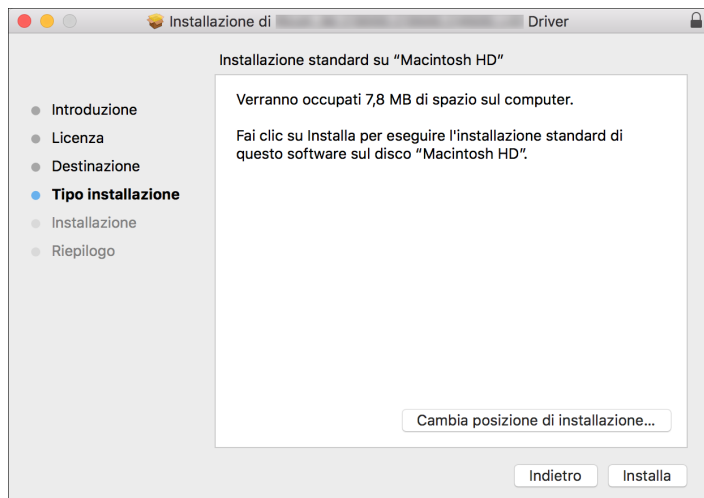 Installazione di Driver
Installazione standard su “Macintosh HD”
Introduzione
Licenza
Destinazione
Tipo installazione
Installazione
Riepilogo
Verranno occupati 7,8 MB di spazio sul computer.
Fai clic su Installa per eseguire l'installazione standard di
questo software sul disco “Macintosh HD”.
Cambia posizione di installazione...
Indietro
Installa